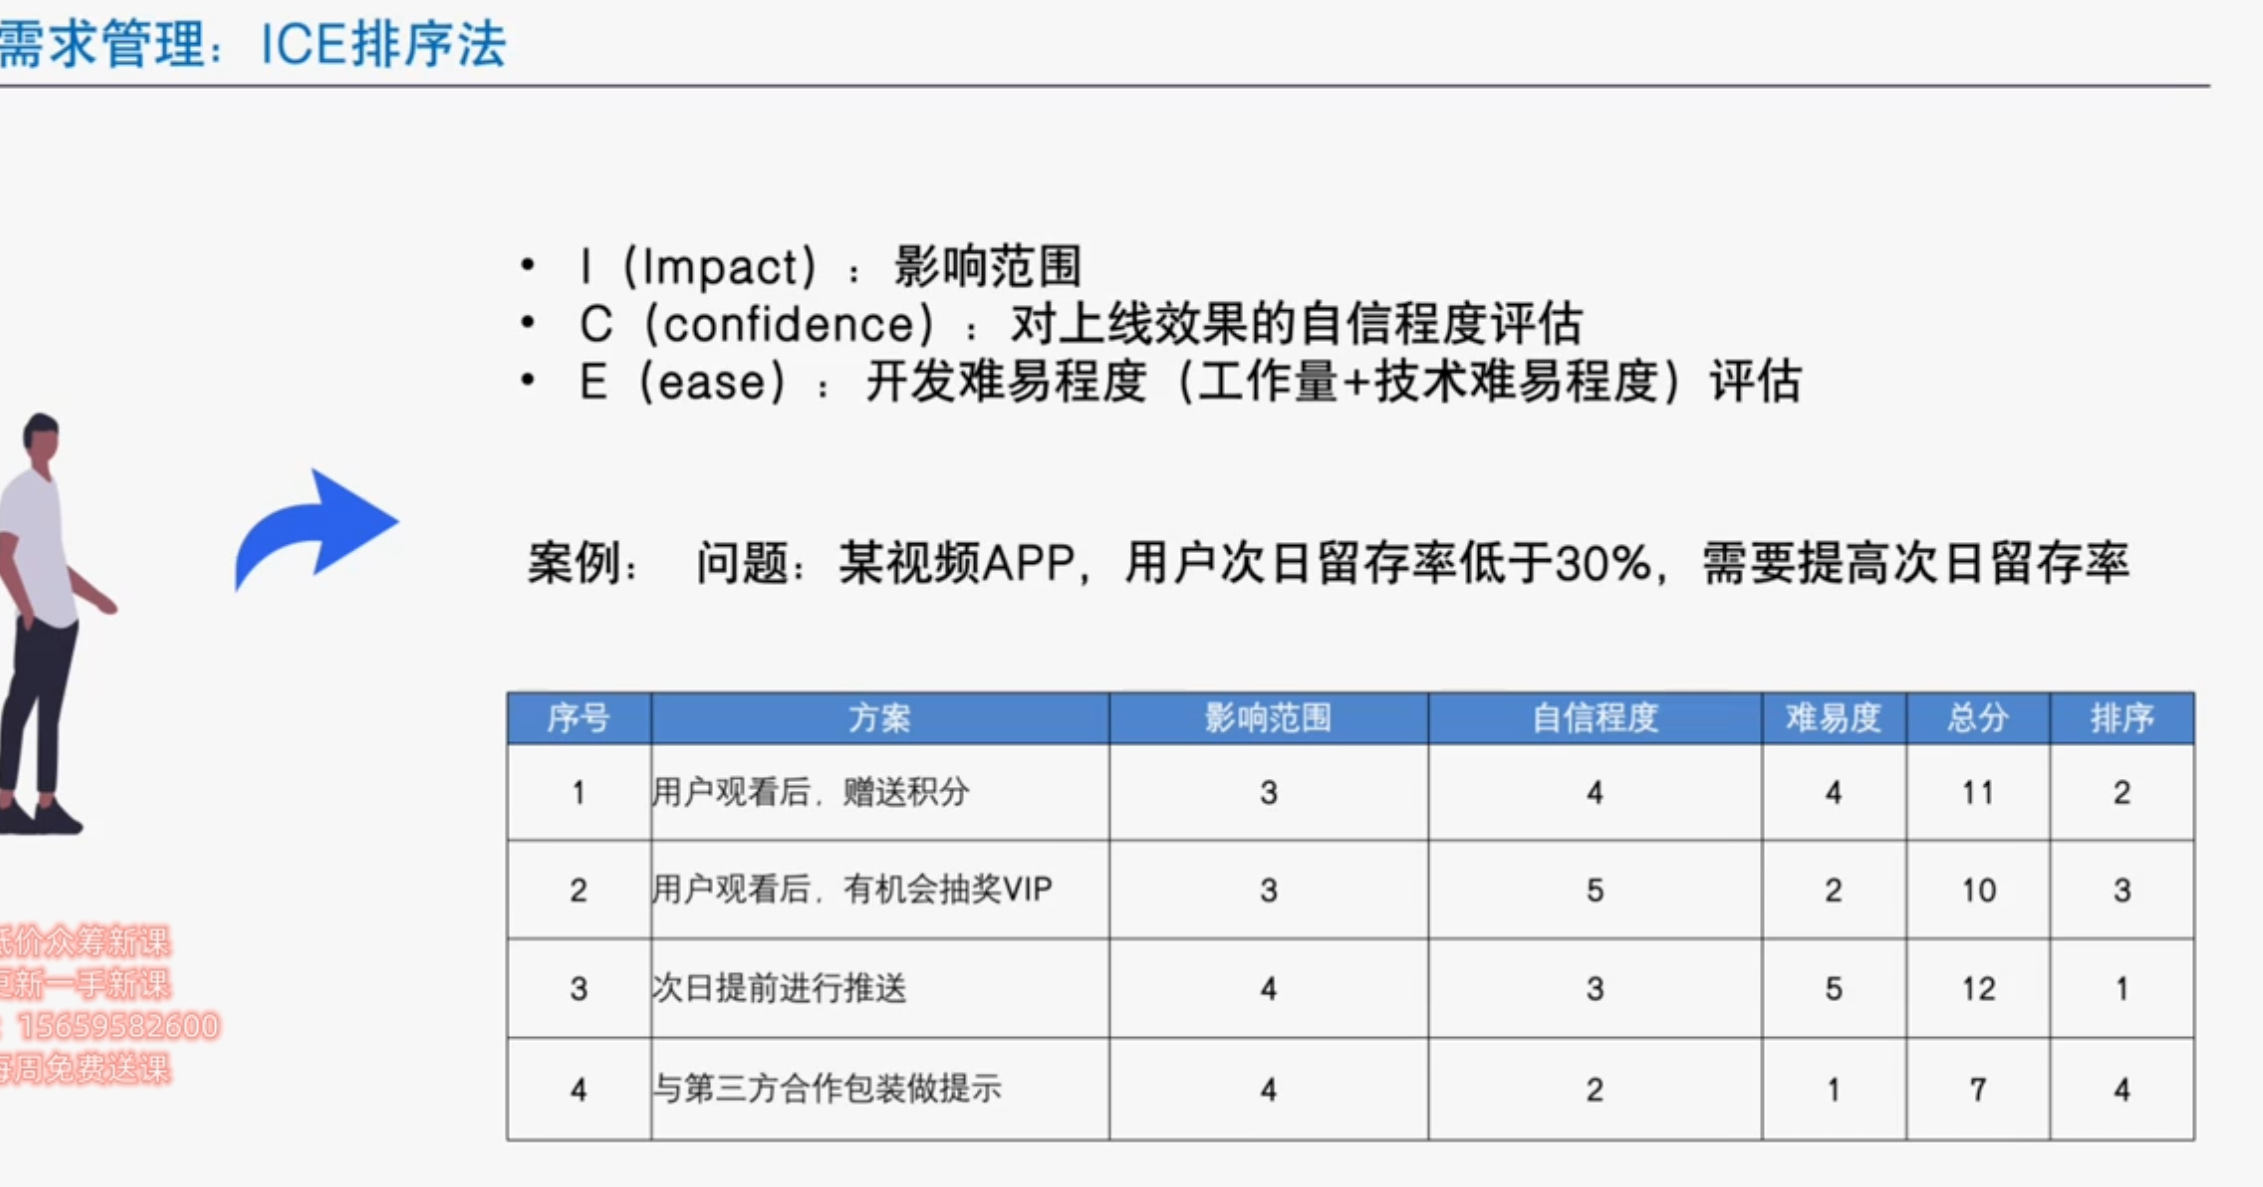 需求管理：ICE排序法
• I（Impact）：影响范围
• C（confidence）：对上线效果的自信程度评估
• E（ease）：开发难易程度（工作量+技术难易程度）评估
案例： 问题：某视频APP，用户次日留存率低于30%，需要提高次日留存率
序号 方案 影响范围 自信程度 难易度 总分 排序
1 用户观看后，赠送积分 3 4 4 11 2
2 用户观看后，有机会抽奖VIP 3 5 2 10 3
3 次日提前进行推送 4 3 5 12 1
4 与第三方合作包装做提示 4 2 1 7 4
低价众筹新课
更新一手新课
：15659582600
每周免费送课